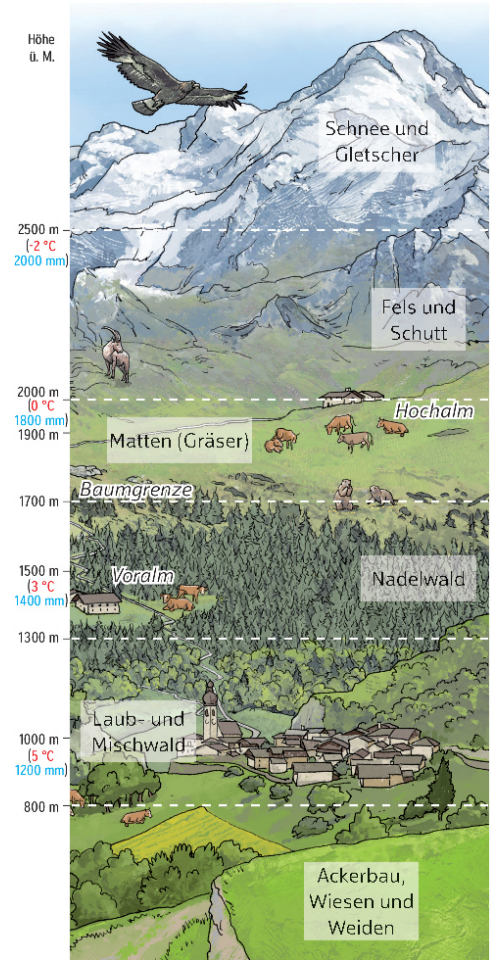 Höhe
ü. M.
Schnee und
Gletscher
2500 m
(-2 °C
2000 mm)
Fels und
Schutt
2000 m
(0 °C
1800 mm)
Hochalm
1900 m
Matten (Gräser)
Baumgrenze
1700 m
1500 m
(3 °C
1400 mm)
Voralm
Nadelwald
1300 m
Laub- und
Mischwald
1000 m
(5 °C
1200 mm)
800 m
Ackerbau,
Wiesen und
Weiden